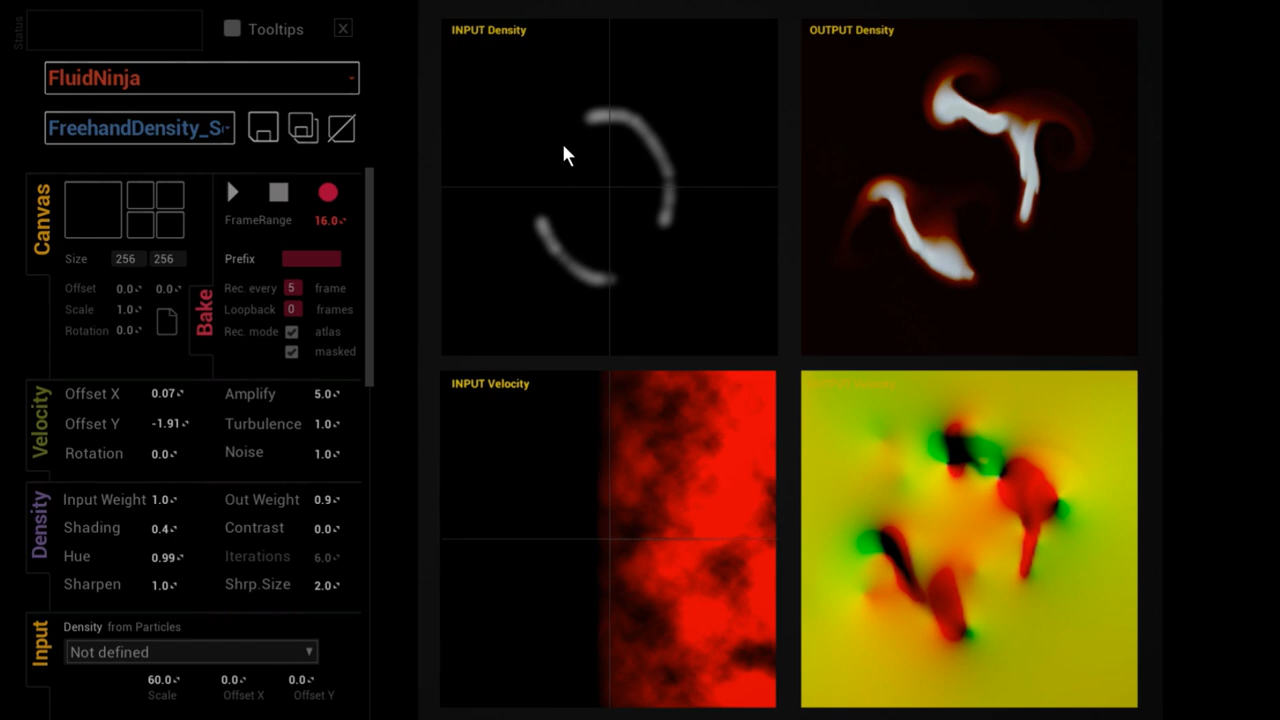 Status
Tooltips
X
FluidNinja
FreehandDensity_S
Canvas
FrameRange 16.0
Size 256 256
Prefix
Offset 0.0 0.0
Scale 1.0
Rotation 0.0
Bake
Rec. every 5 frame
Loopback 0 frames
Rec. mode atlas
masked
Velocity
Offset X 0.07 Amplify 5.0
Offset Y -1.91 Turbulence 1.0
Rotation 0.0 Noise 1.0
Density
Input Weight 1.0 Out Weight 0.9
Shading 0.4 Contrast 0.0
Hue 0.99 Iterations 6.0
Sharpen 1.0 Shrp.Size 2.0
Input
Density from Particles
Not defined
60.0 0.0 0.0
Scale Offset X Offset Y
INPUT Density
OUTPUT Density
INPUT Velocity
OUTPUT Velocity